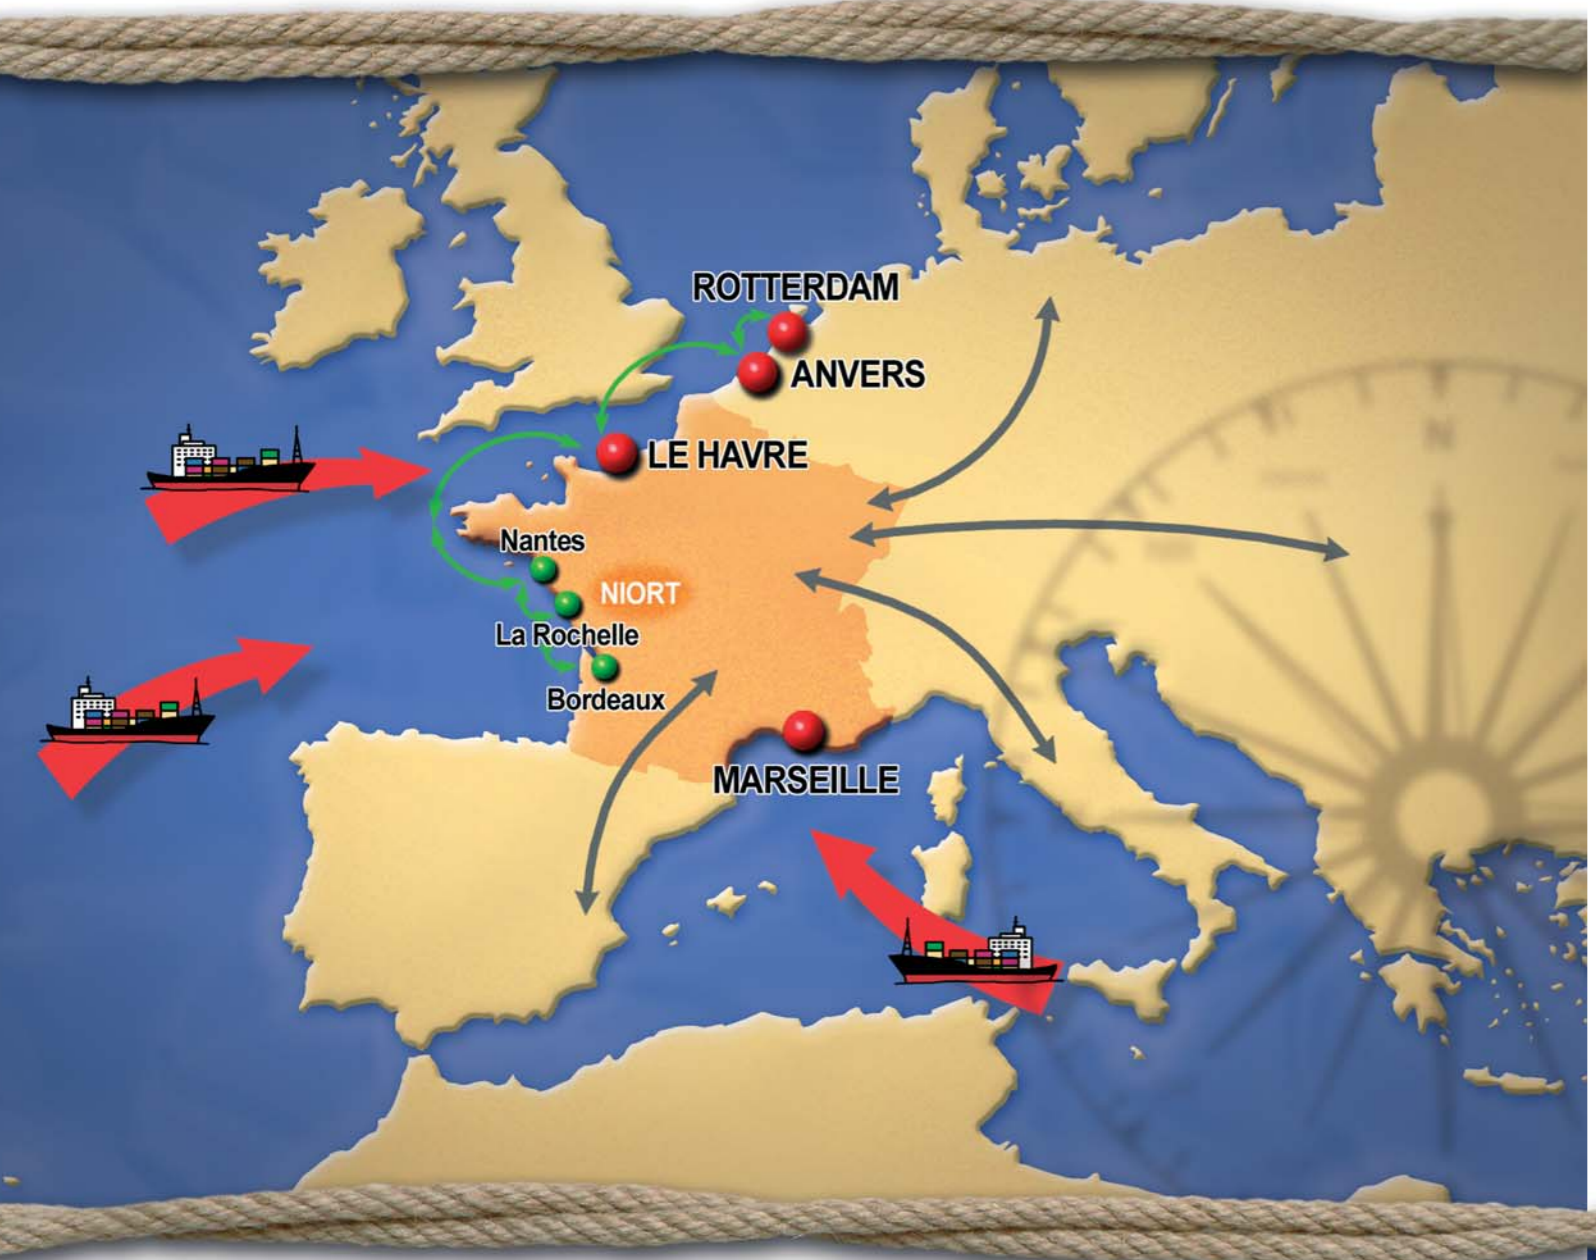 ROTTERDAM
ANVERS
LE HAVRE
N
Nantes
NIORT
La Rochelle
Bordeaux
MARSEILLE